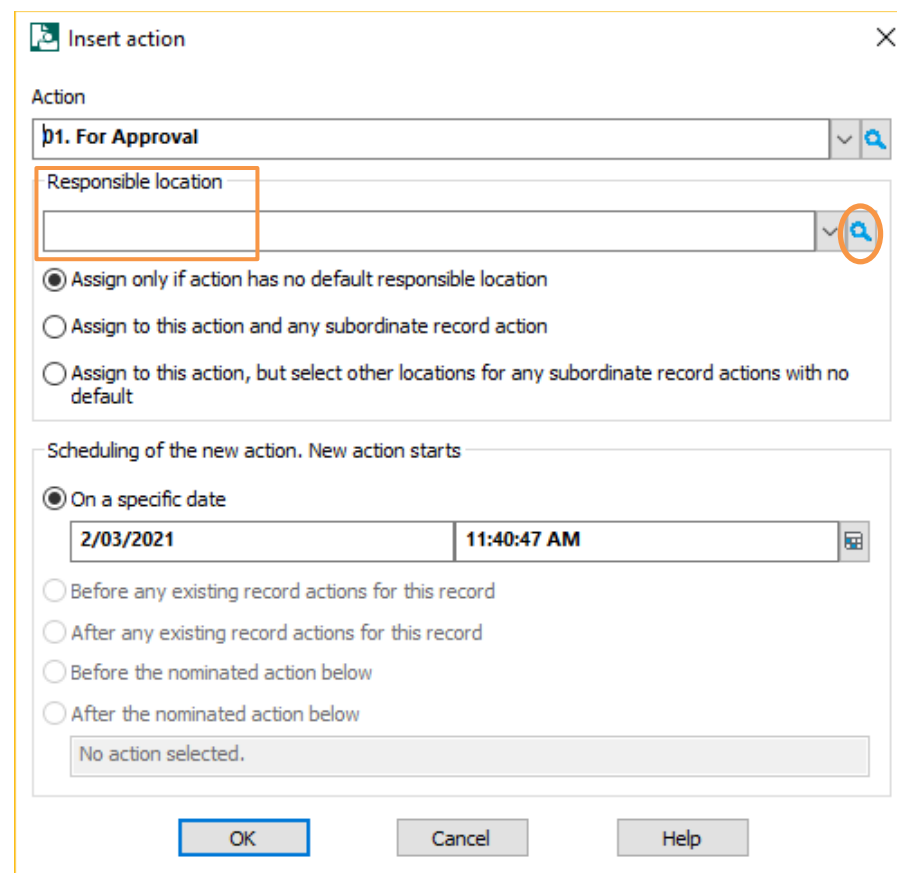 Insert action
Action
01. For Approval
Responsible location
Assign only if action has no default responsible location
Assign to this action and any subordinate record action
Assign to this action, but select other locations for any subordinate record actions with no
default
Scheduling of the new action. New action starts
On a specific date
2/03/2021 11:40:47 AM
Before any existing record actions for this record
After any existing record actions for this record
Before the nominated action below
After the nominated action below
No action selected.
OK Cancel Help